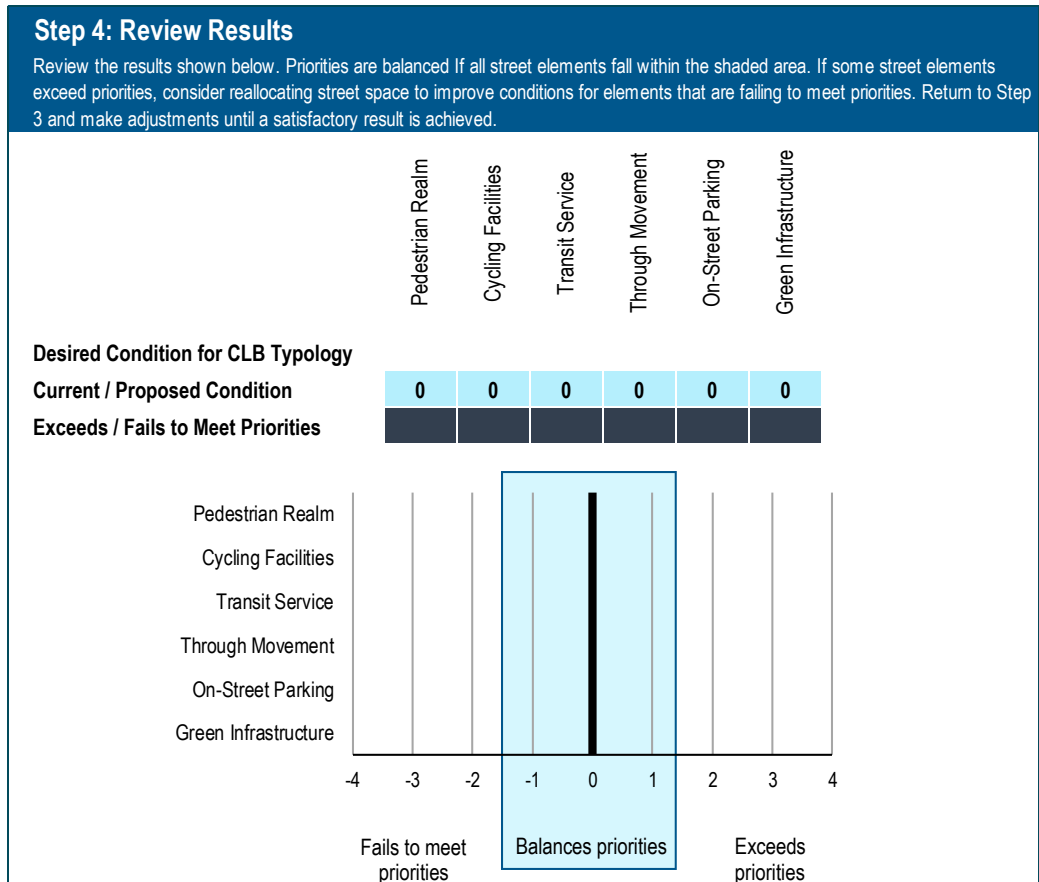 Step 4: Review Results
Review the results shown below. Priorities are balanced If all street elements fall within the shaded area. If some street elements
exceed priorities, consider reallocating street space to improve conditions for elements that are failing to meet priorities. Return to Step
3 and make adjustments until a satisfactory result is achieved.
Pedestrian Realm
Cycling Facilities
Transit Service
Through Movement
On-Street Parking
Green Infrastructure
Desired Condition for CLB Typology
Current / Proposed Condition 0 0 0 0 0 0
Exceeds / Fails to Meet Priorities
Pedestrian Realm
Cycling Facilities
Transit Service
Through Movement
On-Street Parking
Green Infrastructure
-4 -3 -2 -1 0 1 2 3 4
Fails to meet
priorities
Balances priorities
Exceeds
priorities